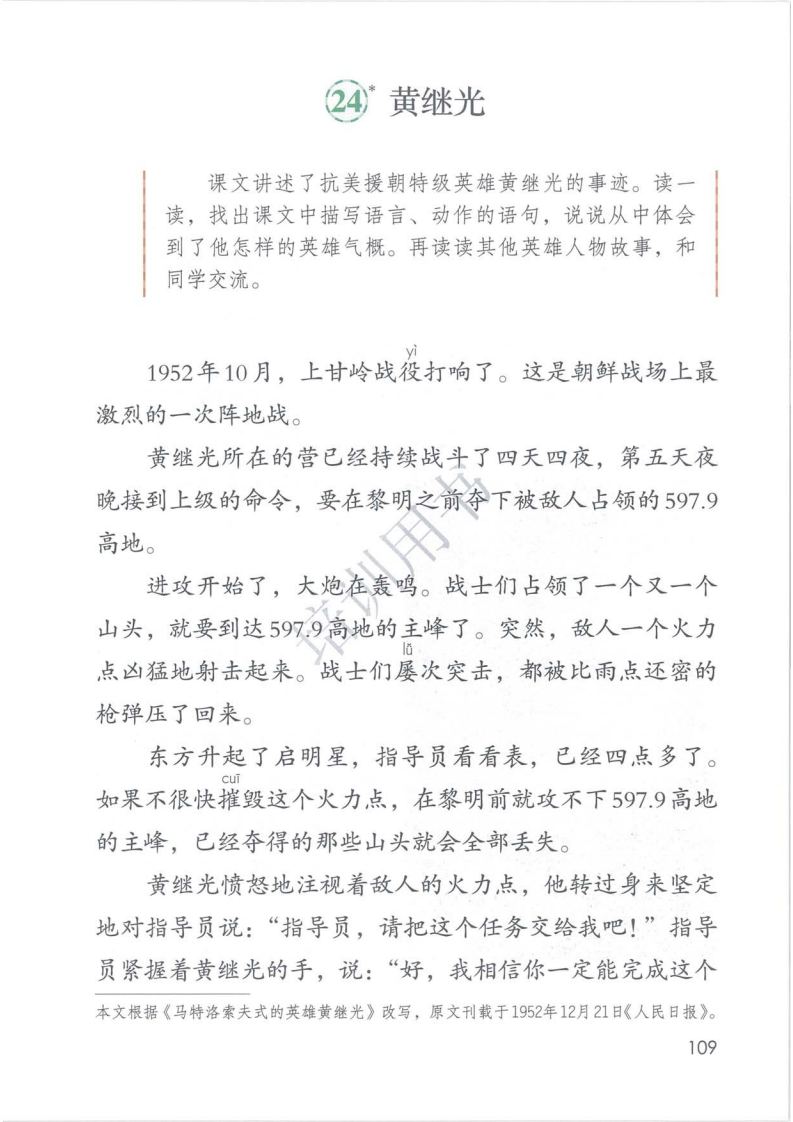 24* 黄继光
课文讲述了抗美援朝特级英雄黄继光的事迹。读一
读，找出课文中描写语言、动作的语句，说说从中体会
到了他怎样的英雄气概。再读读其他英雄人物故事，和
同学交流。
yì
1952年10月，上甘岭战役打响了。这是朝鲜战场上最
激烈的一次阵地战。
黄继光所在的营已经持续战斗了四天四夜，第五天夜
晚接到上级的命令，要在黎明之前夺下被敌人占领的597.9
高地。
进攻开始了，大炮在轰鸣。战士们占领了一个又一个
山头，就要到达597.9高地的主峰了。突然，敌人一个火力
lǚ
点凶猛地射击起来。战士们屡次突击，都被比雨点还密的
枪弹压了回来。
东方升起了启明星，指导员看看表，已经四点多了。
cuī
如果不很快摧毁这个火力点，在黎明前就攻不下597.9高地
的主峰，已经夺得的那些山头就会全部丢失。
黄继光愤怒地注视着敌人的火力点，他转过身来坚定
地对指导员说：“指导员，请把这个任务交给我吧！”指导
员紧握着黄继光的手，说：“好，我相信你一定能完成这个
本文根据《马特洛索夫式的英雄黄继光》改写，原文刊载于1952年12月21日《人民日报》。
109
培训用书